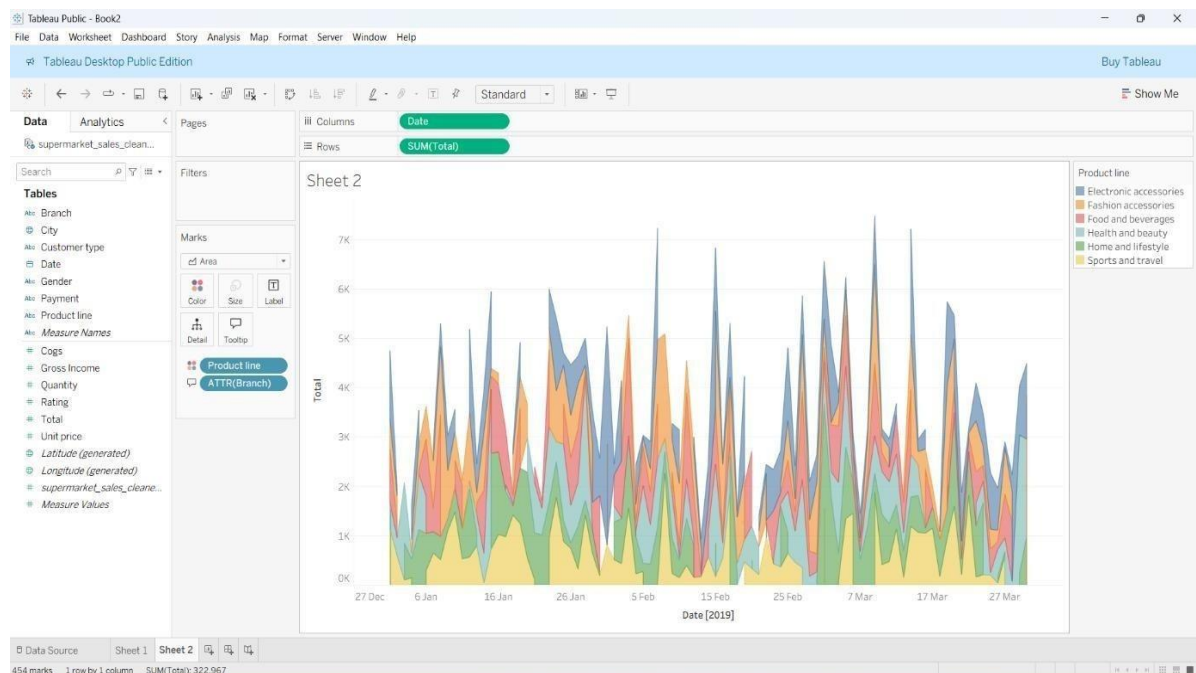 Tableau Public - Book2
File Data Worksheet Dashboard Story Analysis Map Format Server Window Help
Tableau Desktop Public Edition
Buy Tableau
Standard
Show Me
Data Analytics
supermarket_sales_clean...
Search
Tables
Abc Branch
City
Abc Customer type
Date
Abc Gender
Abc Payment
Abc Product line
Abc Measure Names
# Cogs
# Gross Income
# Quantity
# Rating
# Total
# Unit price
Latitude (generated)
Longitude (generated)
# supermarket_sales_cleane...
# Measure Values
Pages
Filters
Marks
Area
Color Size Label
Detail Tooltip
Product line
ATTR(Branch)
Columns Date
Rows SUM(Total)
Sheet 2
Total
7K
6K
5K
4K
3K
2K
1K
0K
27 Dec 6 Jan 16 Jan 26 Jan 5 Feb 15 Feb 25 Feb 7 Mar 17 Mar 27 Mar
Date [2019]
Product line
Electronic accessories
Fashion accessories
Food and beverages
Health and beauty
Home and lifestyle
Sports and travel
Data Source Sheet 1 Sheet 2
454 marks 1 row by 1 column SUM(Total): 322,967